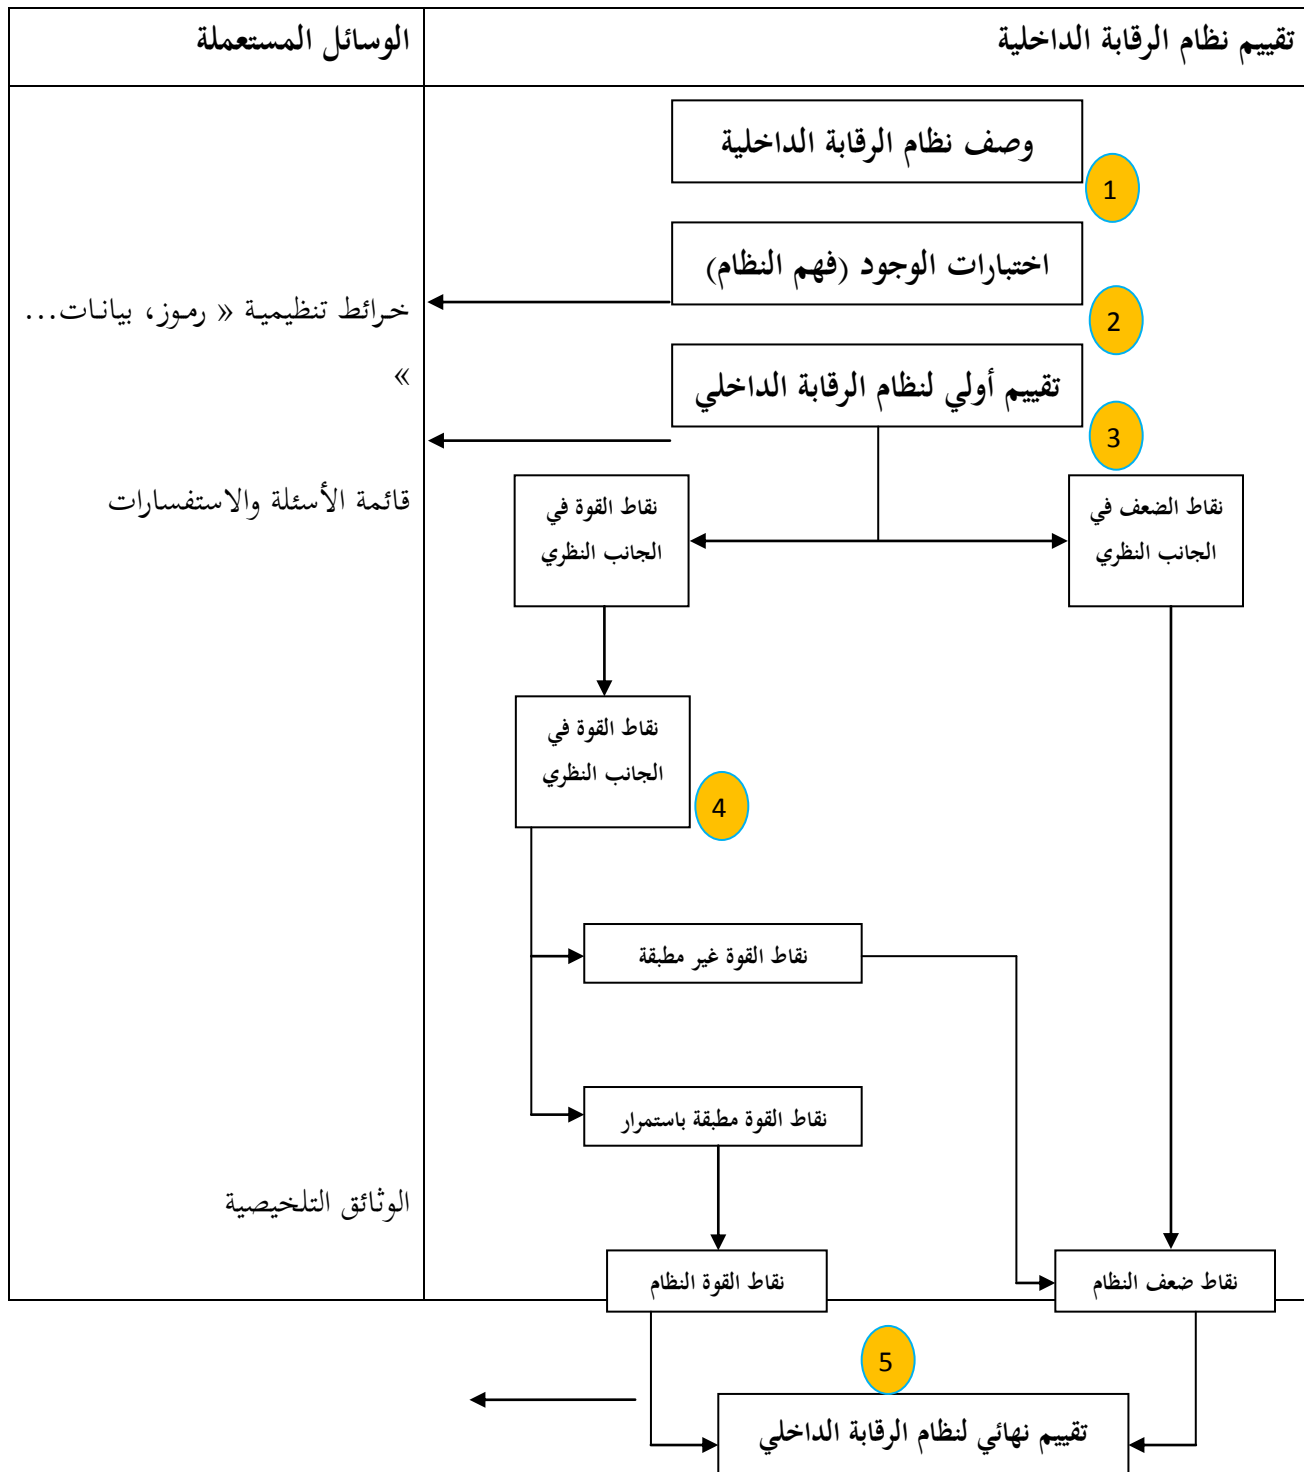 تقييم نظام الرقابة الداخلية
الوسائل المستعملة
وصف نظام الرقابة الداخلية
1
اختبارات الوجود (فهم النظام)
2
خرائط تنظيمية « رموز، بيانات...
»
تقييم أولي لنظام الرقابة الداخلي
3
قائمة الأسئلة والاستفسارات
نقاط الضعف في
الجانب النظري
نقاط القوة في
الجانب النظري
نقاط القوة في
الجانب النظري
4
نقاط القوة غير مطبقة
نقاط القوة مطبقة باستمرار
الوثائق التلخيصية
نقاط ضعف النظام
نقاط القوة النظام
5
تقييم نهائي لنظام الرقابة الداخلي